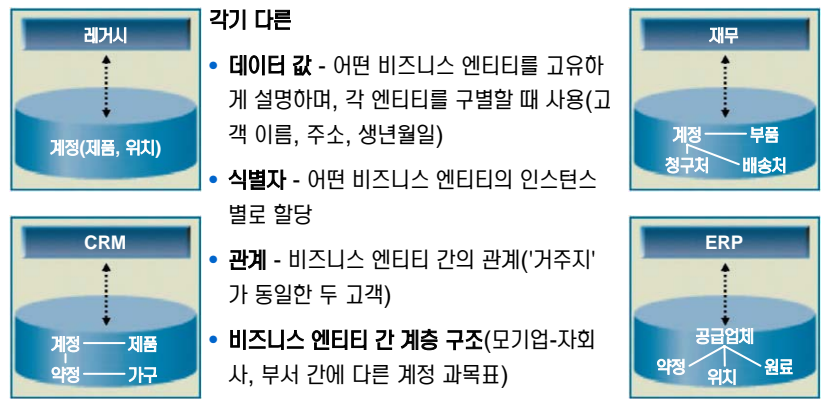 레거시
계정(제품, 위치)
CRM
계정 제품
약정 가구
각기 다른
• 데이터 값 - 어떤 비즈니스 엔티티를 고유하
게 설명하며, 각 엔티티를 구별할 때 사용(고
객 이름, 주소, 생년월일)
• 식별자 - 어떤 비즈니스 엔티티의 인스턴스
별로 할당
• 관계 - 비즈니스 엔티티 간의 관계('거주지'
가 동일한 두 고객)
• 비즈니스 엔티티 간 계층 구조(모기업-자회
사, 부서 간에 다른 계정 과목표)
재무
계정 부품
청구처 배송처
ERP
공급업체
약정 위치 원료